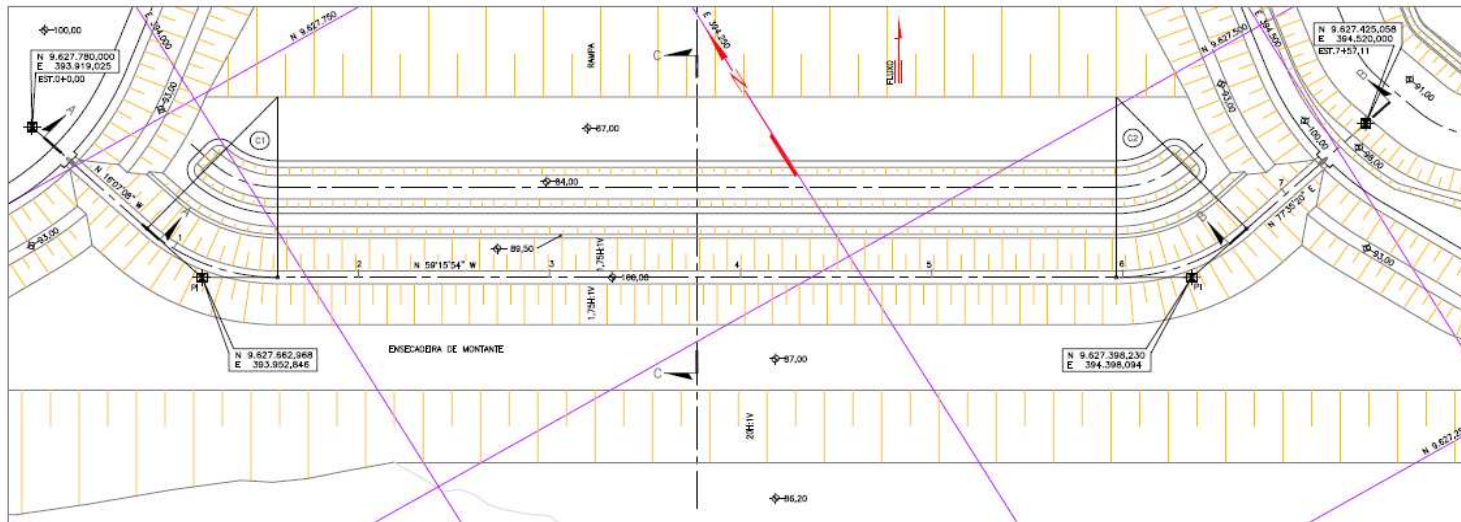 100,00
N 9.627.780,000
E 393.919,025
EST.0+0,00
E 394.000
N 9.627.750
93,00
RAMPA
C
E 394.250
N
FLUXO
N 9.627.500
E 394.500
N 9.627.425,058
E 394.520,000
EST.7+57,11
B
91,00
A
C1
67,00
C2
93,00
100,00
98,00
N 16°07'08" W
84,00
A
B
7
N 77°35'20" E
93,00
89,50
1
N 59°15'54" W
2
3
1,75H:1V
4
5
6
100,00
93,00
PI
PI
1,75H:1V
N 9.627.662,968
E 393.952,846
ENSECADEIRA DE MONTANTE
C
87,00
N 9.627.398,230
E 394.398,094
20H:1V
N 9.627.25
86,20